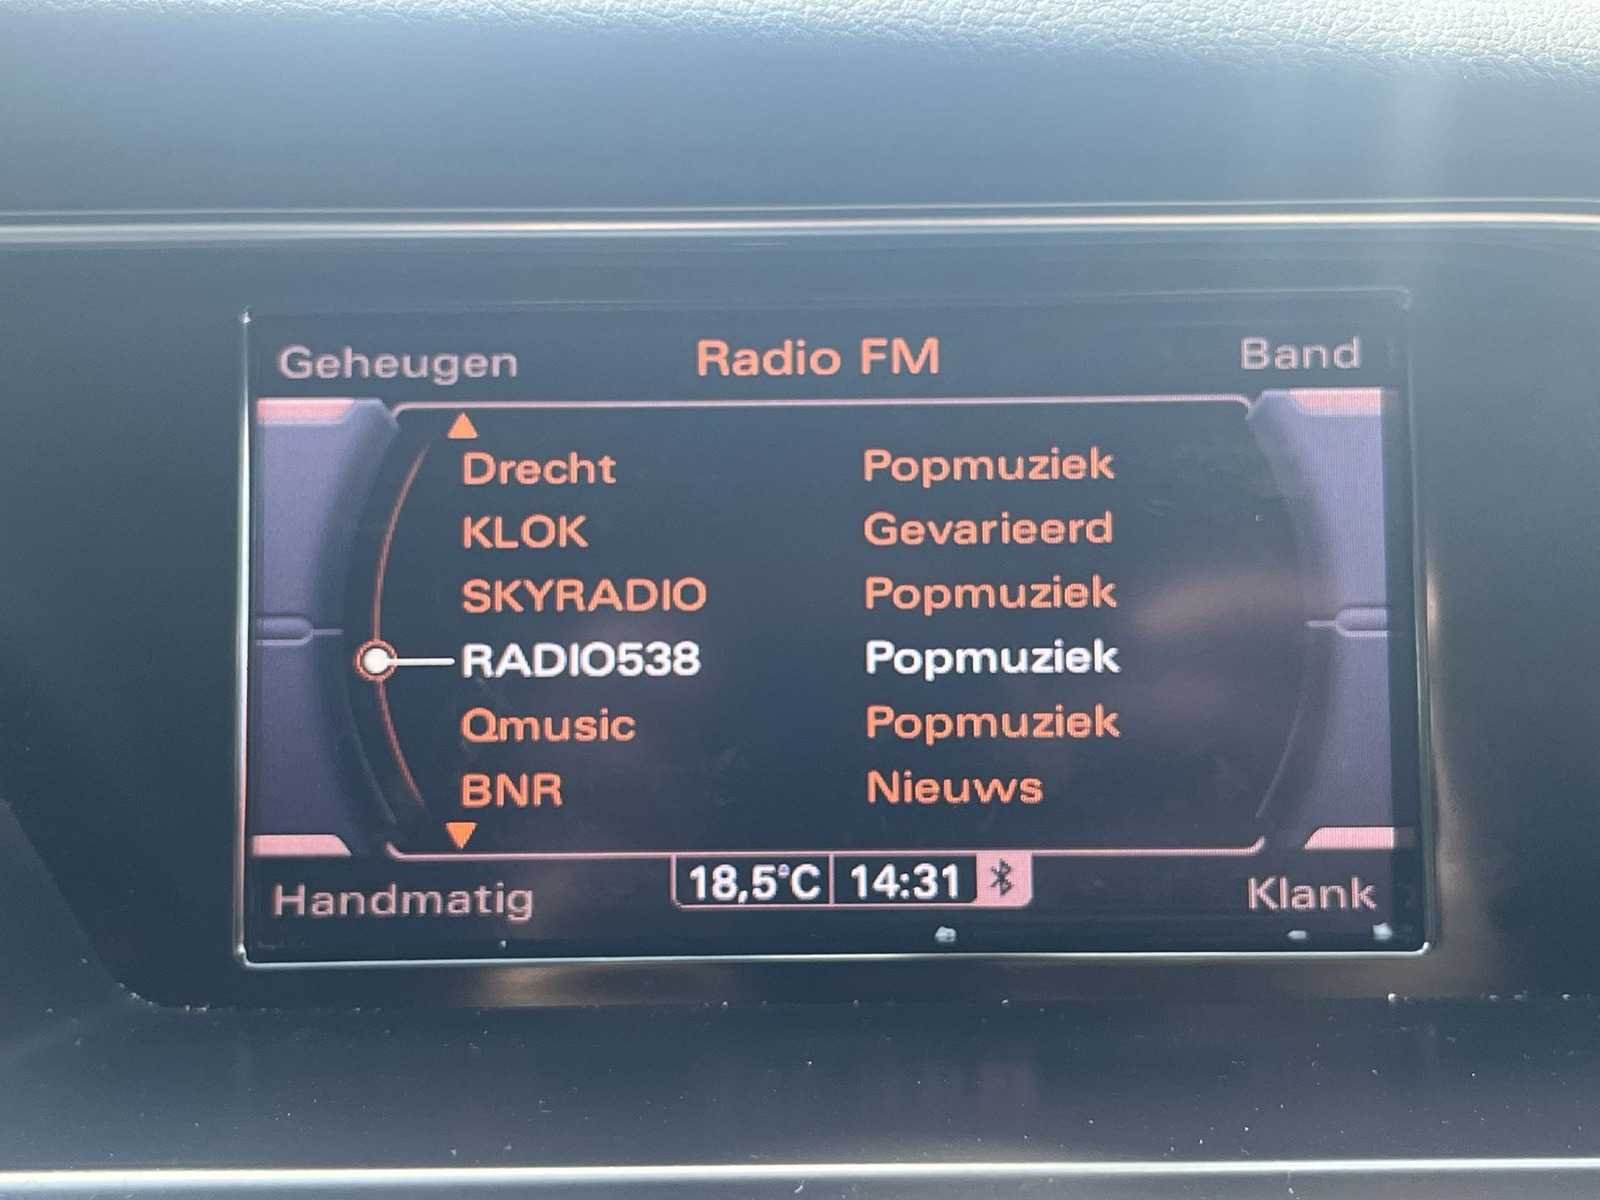 Geheugen Radio FM Band
Drecht Popmuziek
KLOK Gevarieerd
SKYRADIO Popmuziek
RADIO538 Popmuziek
Qmusic Popmuziek
BNR Nieuws
Handmatig 18,5°C 14:31 Klank